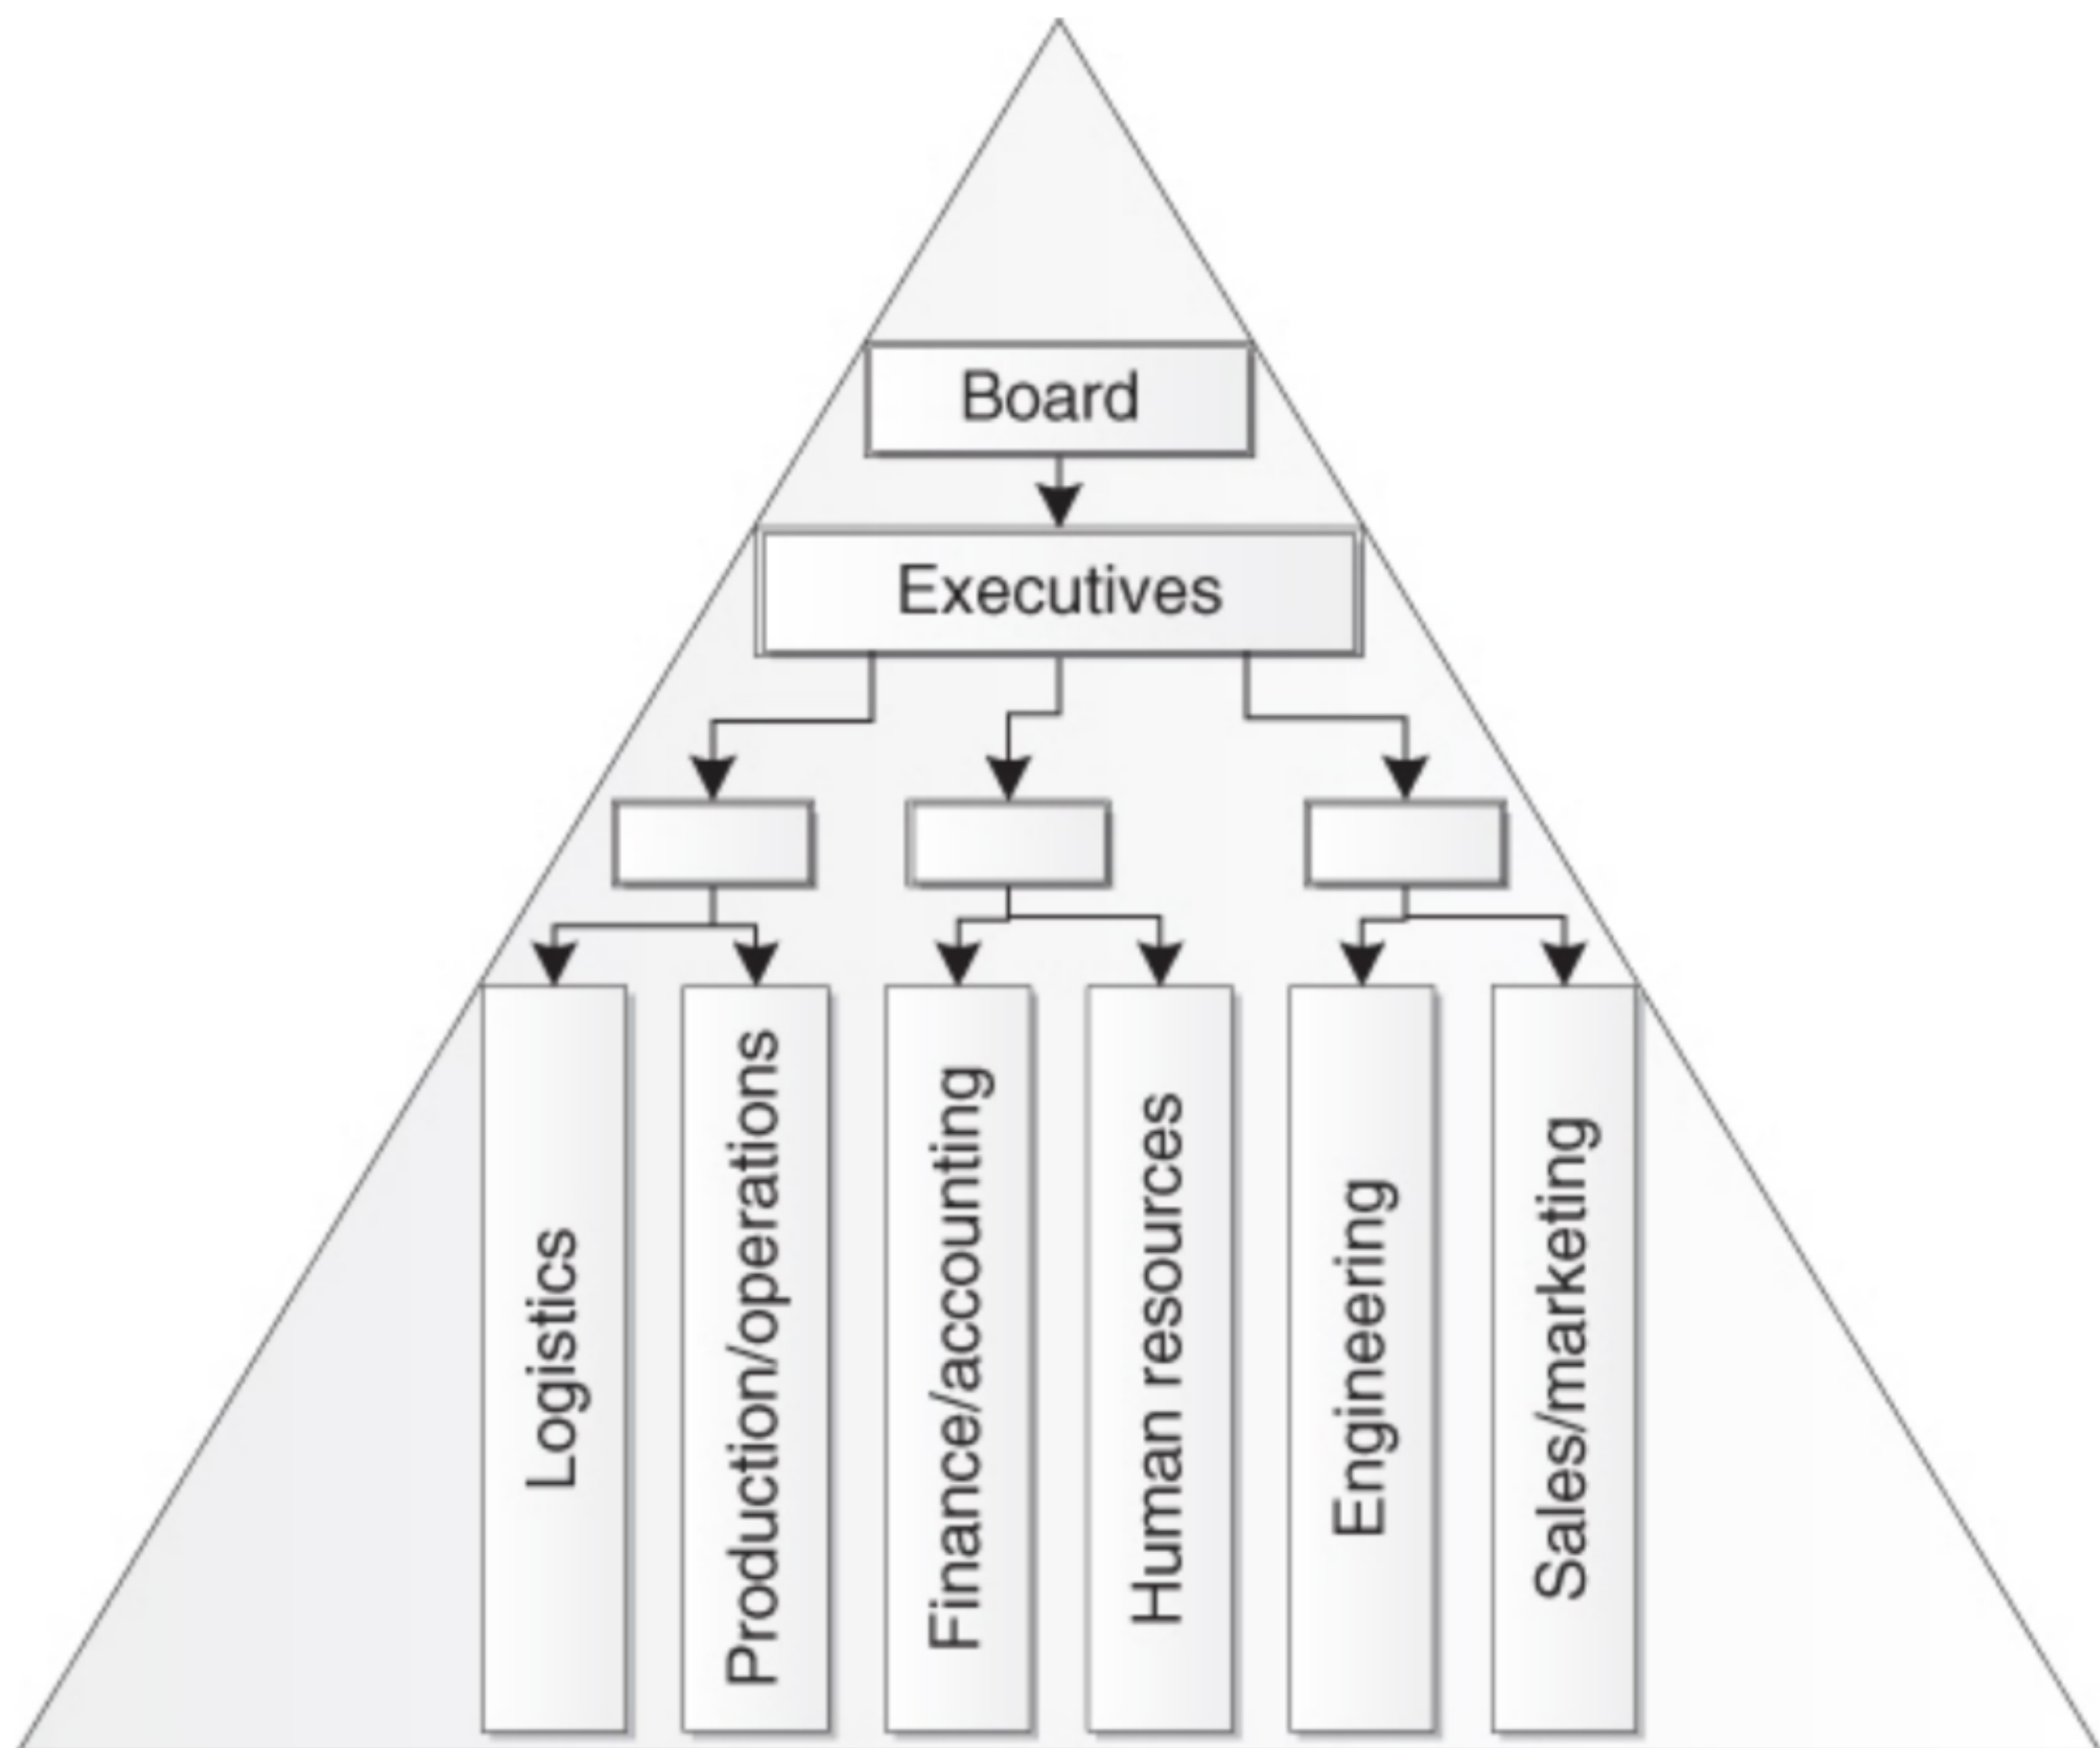 Board
Executives
Logistics
Production/operations
Finance/accounting
Human resources
Engineering
Sales/marketing